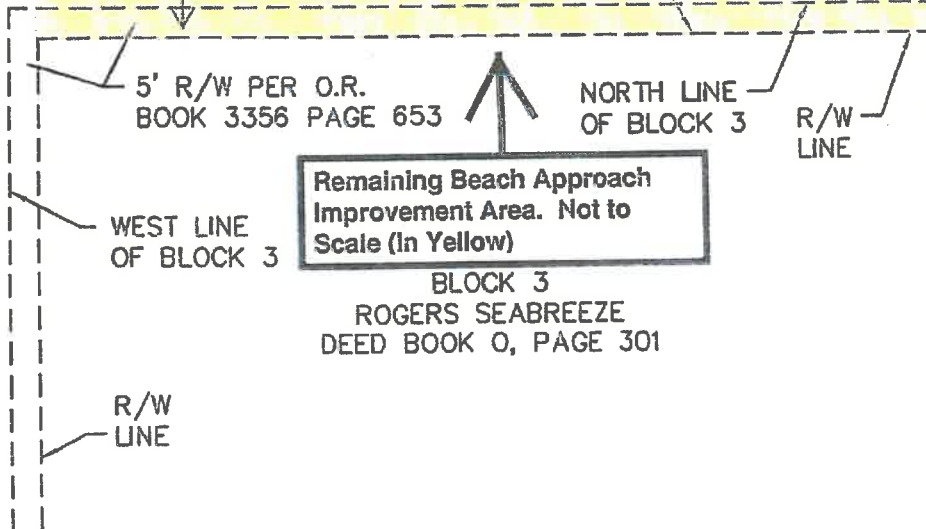 5' R/W PER O.R.
BOOK 3356 PAGE 653
NORTH LINE
OF BLOCK 3
R/W
LINE
Remaining Beach Approach
Improvement Area. Not to
Scale (In Yellow)
WEST LINE
OF BLOCK 3
BLOCK 3
ROGERS SEABREEZE
DEED BOOK O, PAGE 301
R/W
LINE